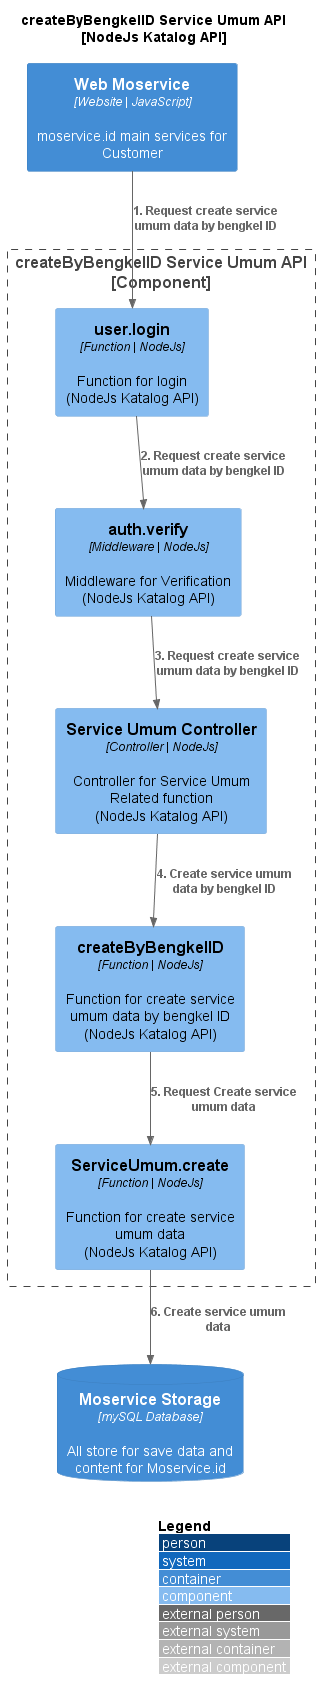 createByBengkelID Service Umum API
[NodeJs Katalog API]
Web Moservice
[Website | JavaScript]
moservice.id main services for
Customer
1. Request create service
umum data by bengkel ID
createByBengkelID Service Umum API
[Component]
user.login
[Function | NodeJs]
Function for login
(NodeJs Katalog API)
2. Request create service
umum data by bengkel ID
auth.verify
[Middleware | NodeJs]
Middleware for Verification
(NodeJs Katalog API)
3. Request create service
umum data by bengkel ID
Service Umum Controller
[Controller | NodeJs]
Controller for Service Umum
Related function
(NodeJs Katalog API)
4. Create service umum
data by bengkel ID
createByBengkelID
[Function | NodeJs]
Function for create service
umum data by bengkel ID
(NodeJs Katalog API)
5. Request Create service
umum data
ServiceUmum.create
[Function | NodeJs]
Function for create service
umum data
(NodeJs Katalog API)
6. Create service umum
data
Moservice Storage
[mySQL Database]
All store for save data and
content for Moservice.id
Legend
person
system
container
component
external person
external system
external container
external component